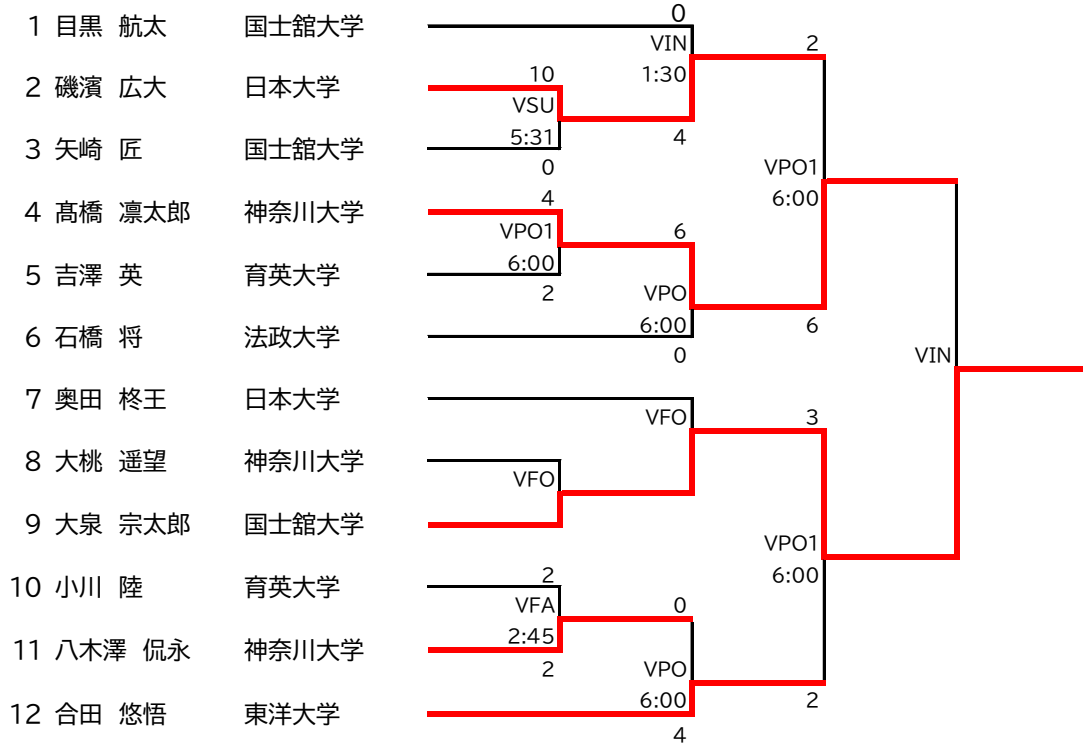 0
1 目黒 航太 国士舘大学
VIN 2
10 1:30
2 磯濱 広大 日本大学
VSU
5:31 4
3 矢崎 匠 国士舘大学
0 VPO1
4 6:00
4 髙橋 凛太郎 神奈川大学
VPO1 6
6:00
5 吉澤 英 育英大学
2 VPO
6:00 6
6 石橋 将 法政大学
0 VIN
7 奥田 柊王 日本大学
VFO 3
8 大桃 遥望 神奈川大学
VFO
9 大泉 宗太郎 国士舘大学
VPO1
2 6:00
10 小川 陸 育英大学
VFA 0
2:45
11 八木澤 侃永 神奈川大学
2 VPO
6:00 2
12 合田 悠悟 東洋大学
4